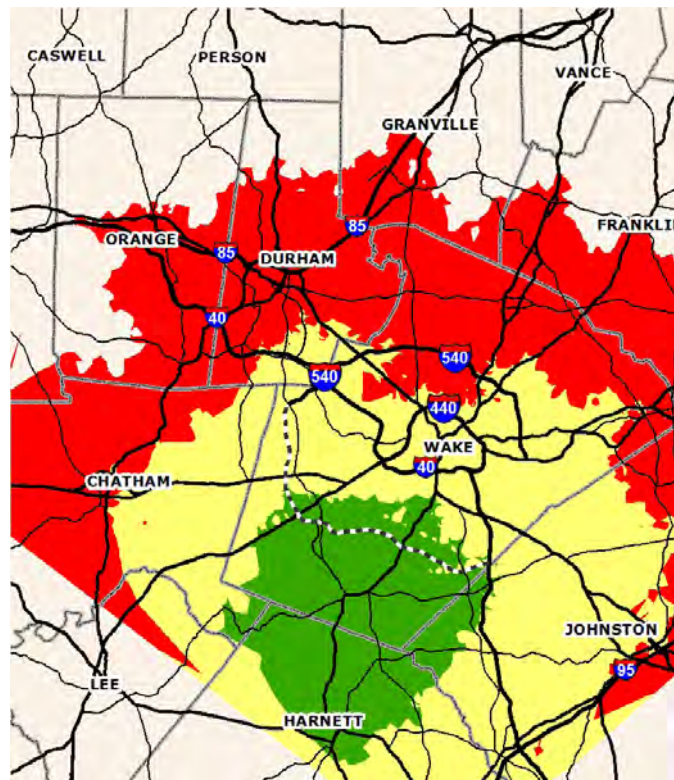 CASWELL
PERSON
VANCE
GRANVILLE
FRANKLI
85
ORANGE
85
DURHAM
40
540
540
440
WAKE
40
CHATHAM
JOHNSTON
95
LEE
HARNETT